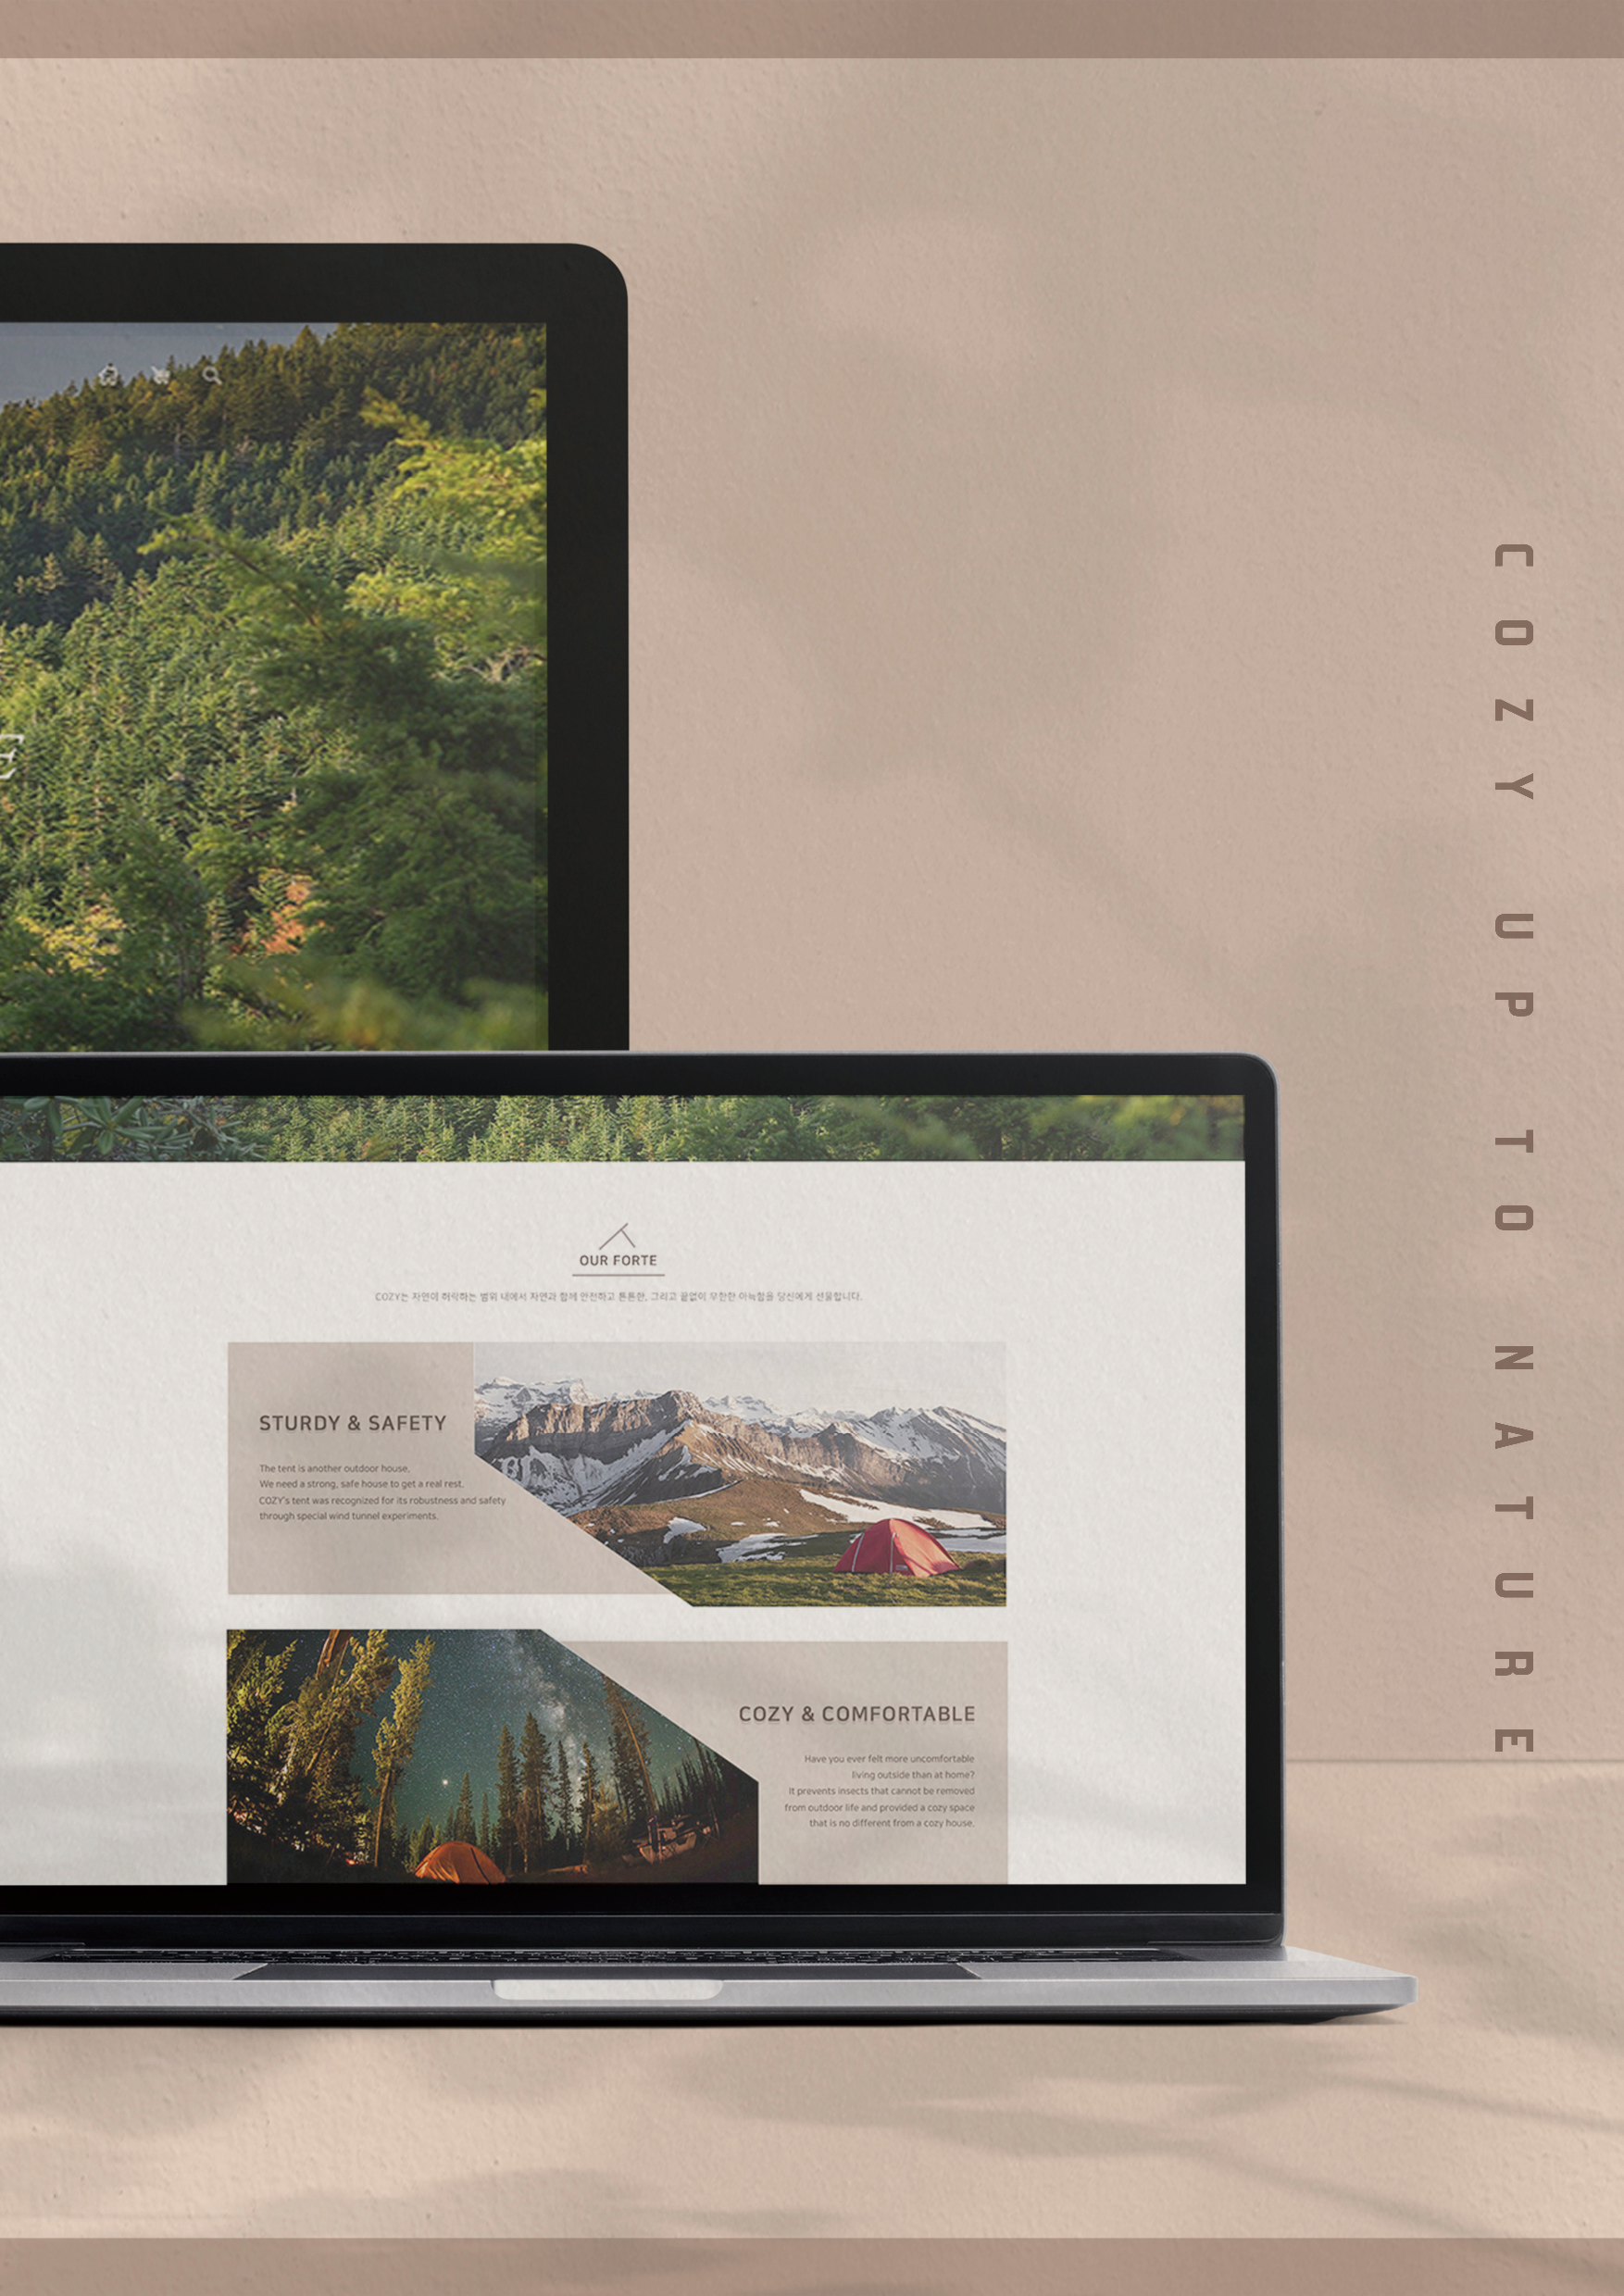 E
OUR FORTE
COZY는 자연이 허락하는 범위 내에서 자연과 함께 안전하고 튼튼한, 그리고 끝없이 무한한 아늑함을 당신에게 선물합니다.
STURDY & SAFETY
The tent is another outdoor house.
We need a strong, safe house to get a real rest.
COZY's tent was recognized for its robustness and safety
through special wind tunnel experiments.
COZY & COMFORTABLE
Have you ever felt more uncomfortable
living outside than at home?
It prevents insects that cannot be removed
from outdoor life and provided a cozy space
that is no different from a cozy house.
COZY UP TO NATURE